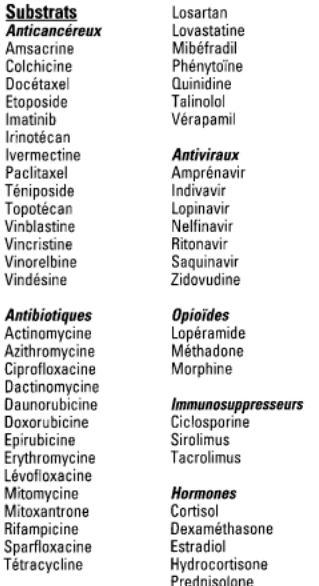 Substrats
Anticancéreux
Amsacrine
Colchicine
Docétaxel
Etoposide
Imatinib
Irinotécan
Ivermectine
Paclitaxel
Téniposide
Topotécan
Vinblastine
Vincristine
Vinorelbine
Vindésine
Antibiotiques
Actinomycine
Azithromycine
Ciprofloxacine
Dactinomycine
Daunorubicine
Doxorubicine
Epirubicine
Erythromycine
Lévofloxacine
Mitomycine
Mitoxantrone
Rifampicine
Sparfloxacine
Tétracycline
Losartan
Lovastatine
Mibéfradil
Phénytoïne
Quinidine
Talinolol
Vérapamil
Antiviraux
Amprénavir
Indivavir
Lopinavir
Nelfinavir
Ritonavir
Saquinavir
Zidovudine
Opioïdes
Lopéramide
Méthadone
Morphine
Immunosuppresseurs
Ciclosporine
Sirolimus
Tacrolimus
Hormones
Cortisol
Dexaméthasone
Estradiol
Hydrocortisone
Prednisolone